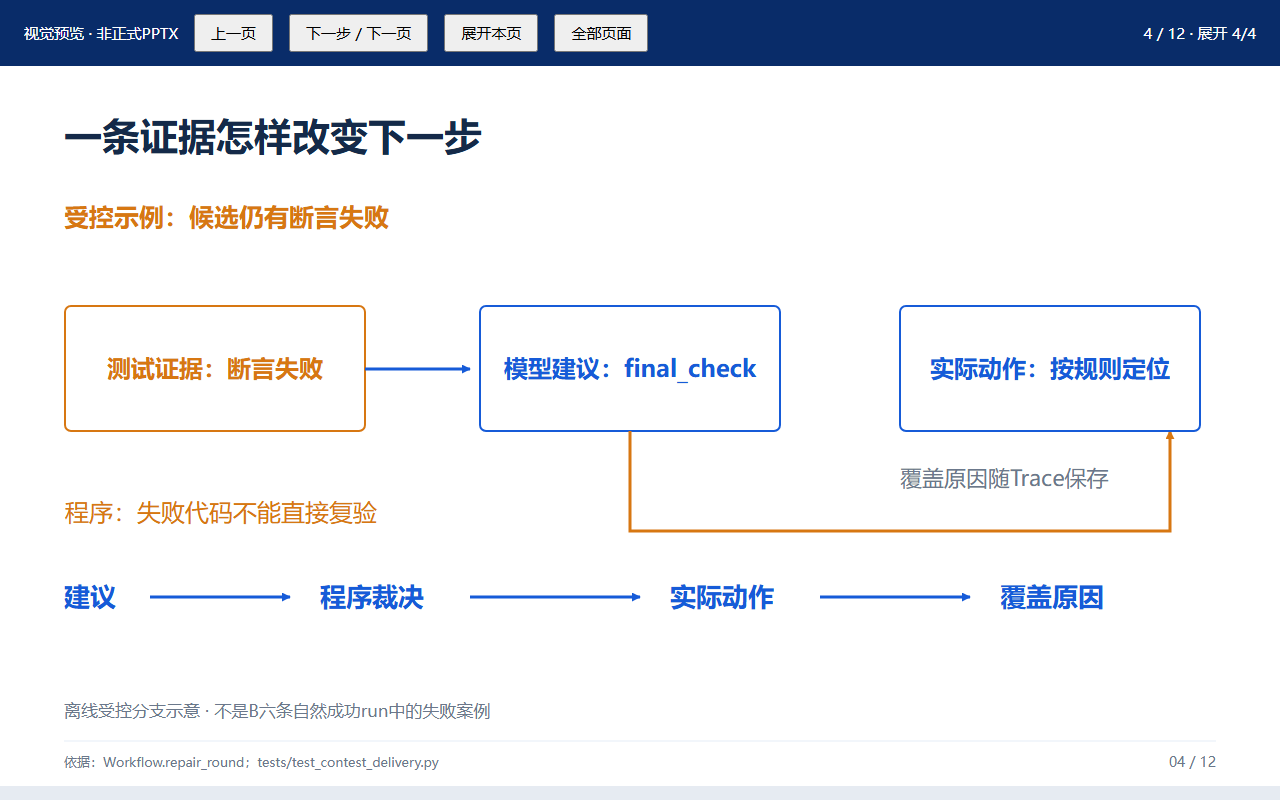 视觉预览 · 非正式PPTX
上一页
下一步 / 下一页
展开本页
全部页面
4 / 12 · 展开 4/4
一条证据怎样改变下一步
受控示例：候选仍有断言失败
测试证据：断言失败
模型建议：final_check
实际动作：按规则定位
覆盖原因随Trace保存
程序：失败代码不能直接复验
建议
程序裁决
实际动作
覆盖原因
离线受控分支示意 · 不是B六条自然成功run中的失败案例
依据：Workflow.repair_round；tests/test_contest_delivery.py
04 / 12